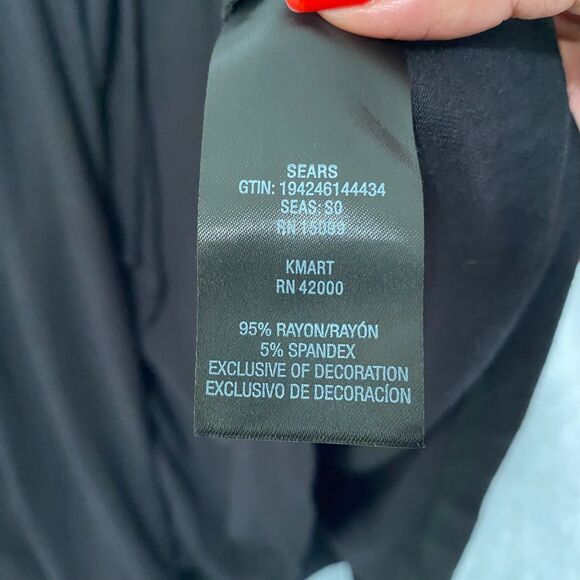 SEARS
GTIN: 194246144434
SEAS: S0
RN 15099
KMART
RN 42000
95% RAYON/RAYÓN
5% SPANDEX
EXCLUSIVE OF DECORATION
EXCLUSIVO DE DECORACÍON